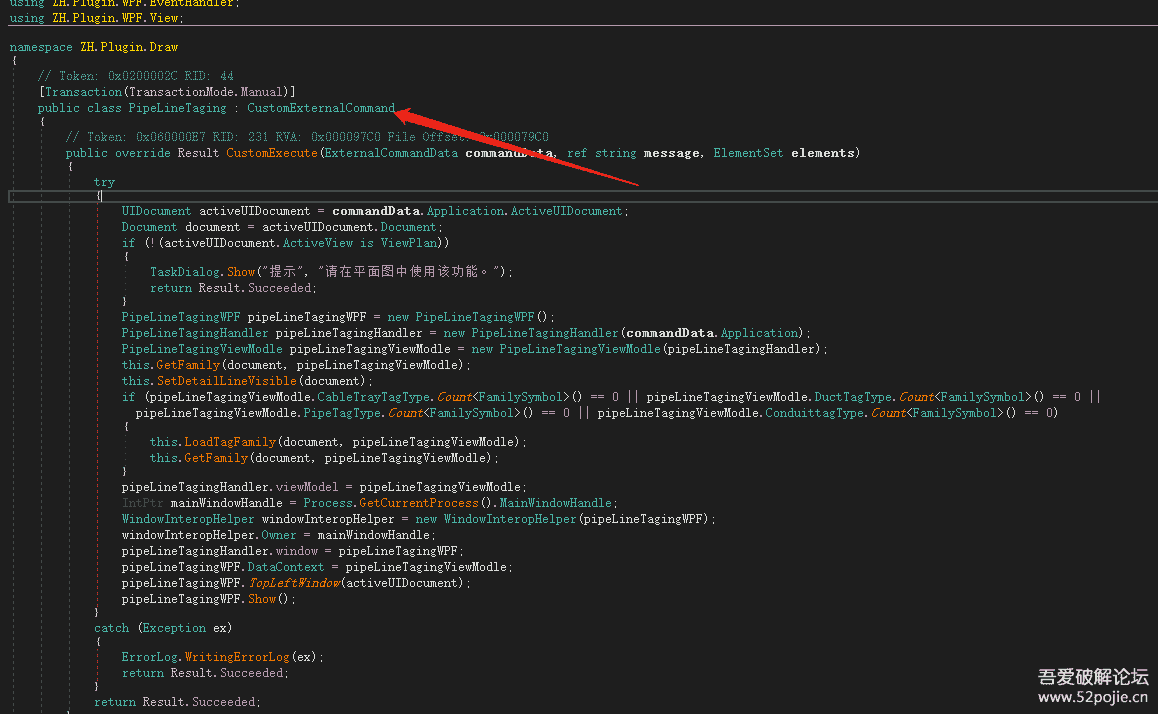 using ZH.Plugin.WPF.EventHandler;
using ZH.Plugin.WPF.View;
namespace ZH.Plugin.Draw
{
// Token: 0x0200002C RID: 44
[Transaction(TransactionMode.Manual)]
public class PipeLineTaging : CustomExternalCommand
{
// Token: 0x060000E7 RID: 231 RVA: 0x000097C0 File Offset: 0x000079C0
public override Result CustomExecute(ExternalCommandData commandData, ref string message, ElementSet elements)
{
try
{
UIDocument activeUIDocument = commandData.Application.ActiveUIDocument;
Document document = activeUIDocument.Document;
if (!(activeUIDocument.ActiveView is ViewPlan))
{
TaskDialog.Show("提示", "请在平面图中使用该功能。");
return Result.Succeeded;
}
PipeLineTagingWPF pipeLineTagingWPF = new PipeLineTagingWPF();
PipeLineTagingHandler pipeLineTagingHandler = new PipeLineTagingHandler(commandData.Application);
PipeLineTagingViewModle pipeLineTagingViewModle = new PipeLineTagingViewModle(pipeLineTagingHandler);
this.GetFamily(document, pipeLineTagingViewModle);
this.SetDetailLineVisible(document);
if (pipeLineTagingViewModle.CableTrayTagType.Count<FamilySymbol>() == 0 || pipeLineTagingViewModle.DuctTagType.Count<FamilySymbol>() == 0 ||
pipeLineTagingViewModle.PipeTagType.Count<FamilySymbol>() == 0 || pipeLineTagingViewModle.ConduittagType.Count<FamilySymbol>() == 0)
{
this.LoadTagFamily(document, pipeLineTagingViewModle);
this.GetFamily(document, pipeLineTagingViewModle);
}
pipeLineTagingHandler.viewModel = pipeLineTagingViewModle;
IntPtr mainWindowHandle = Process.GetCurrentProcess().MainWindowHandle;
WindowInteropHelper windowInteropHelper = new WindowInteropHelper(pipeLineTagingWPF);
windowInteropHelper.Owner = mainWindowHandle;
pipeLineTagingHandler.window = pipeLineTagingWPF;
pipeLineTagingWPF.DataContext = pipeLineTagingViewModle;
pipeLineTagingWPF.TopLeftWindow(activeUIDocument);
pipeLineTagingWPF.Show();
}
catch (Exception ex)
{
ErrorLog.WritingErrorLog(ex);
return Result.Succeeded;
}
return Result.Succeeded;
吾爱破解论坛
www.52pojie.cn